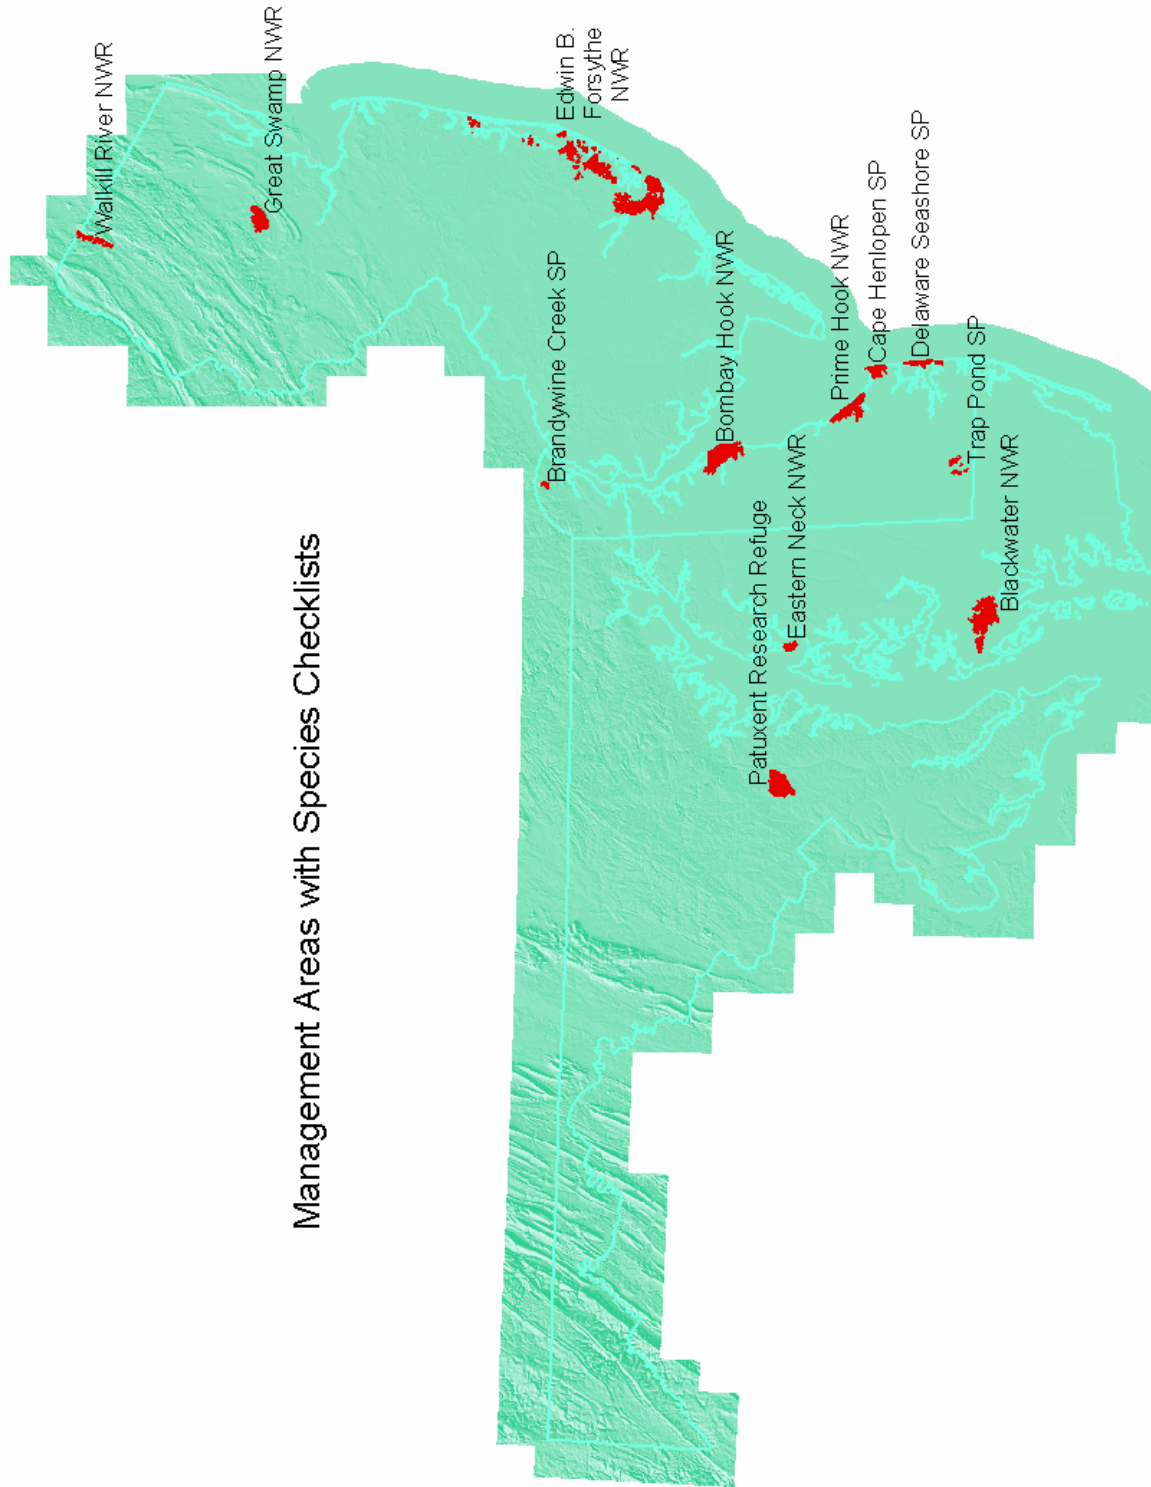 Management Areas with Species Checklists
Walkill River NWR
Great Swamp NWR
Edwin B.
Forsythe
NWR
Brandywine Creek SP
Bombay Hook NWR
Prime Hook NWR
Cape Henlopen SP
Delaware Seashore SP
Trap Pond SP
Patuxent Research Refuge
Eastern Neck NWR
Blackwater NWR